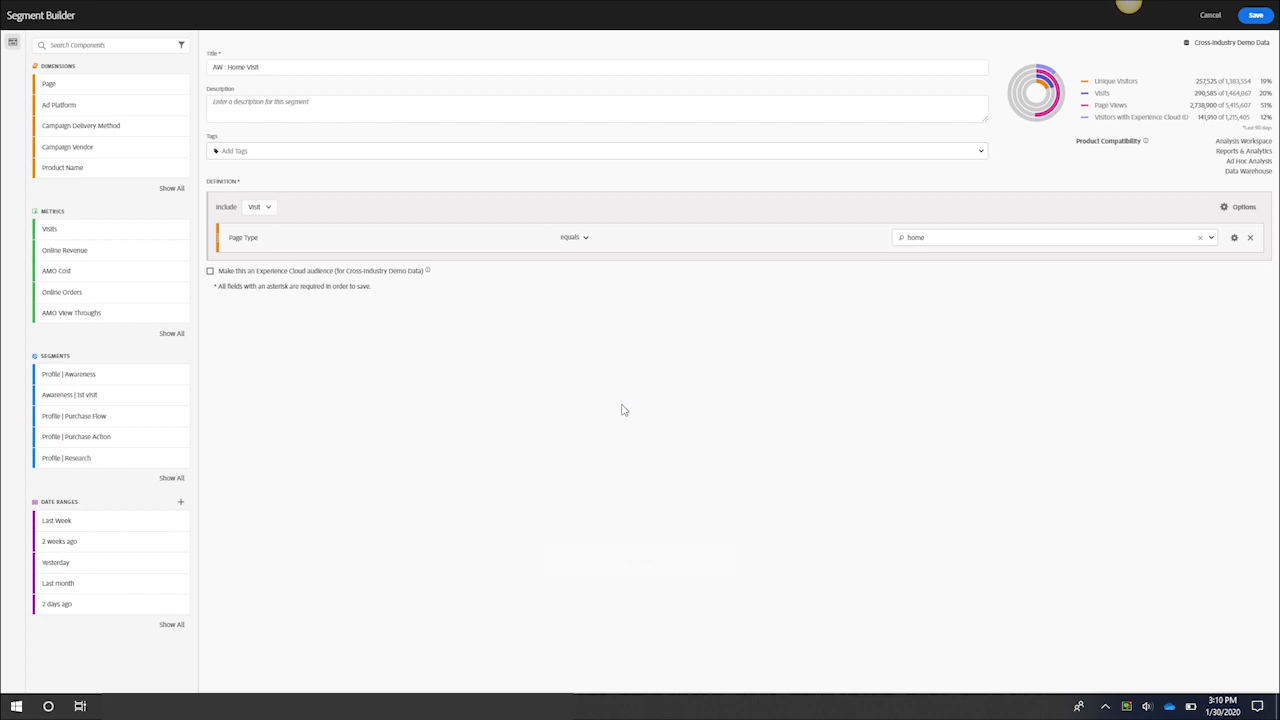 Segment Builder
Cancel
Save
Search Components
DIMENSIONS
Page
Ad Platform
Campaign Delivery Method
Campaign Vendor
Product Name
Show All
METRICS
Visits
Online Revenue
AMO Cost
Online Orders
AMO View Throughs
Show All
SEGMENTS
Profile | Awareness
Awareness | 1st visit
Profile | Purchase Flow
Profile | Purchase Action
Profile | Research
Show All
DATE RANGES
Last Week
2 weeks ago
Yesterday
Last month
2 days ago
Show All
Cross-Industry Demo Data
Title *
AW : Home Visit
Description
Enter a description for this segment
Tags
Add Tags
Unique Visitors 257,525 of 1,383,554 19%
Visits 290,585 of 1,464,867 20%
Page Views 2,738,900 of 5,415,607 51%
Visitors with Experience Cloud ID 141,910 of 1,215,405 12%
*Last 90 days
Product Compatibility
Analysis Workspace
Reports & Analytics
Ad Hoc Analysis
Data Warehouse
DEFINITION *
Include Visit
Options
Page Type equals home
Make this an Experience Cloud audience (for Cross-Industry Demo Data)
* All fields with an asterisk are required in order to save.
3:10 PM
1/30/2020